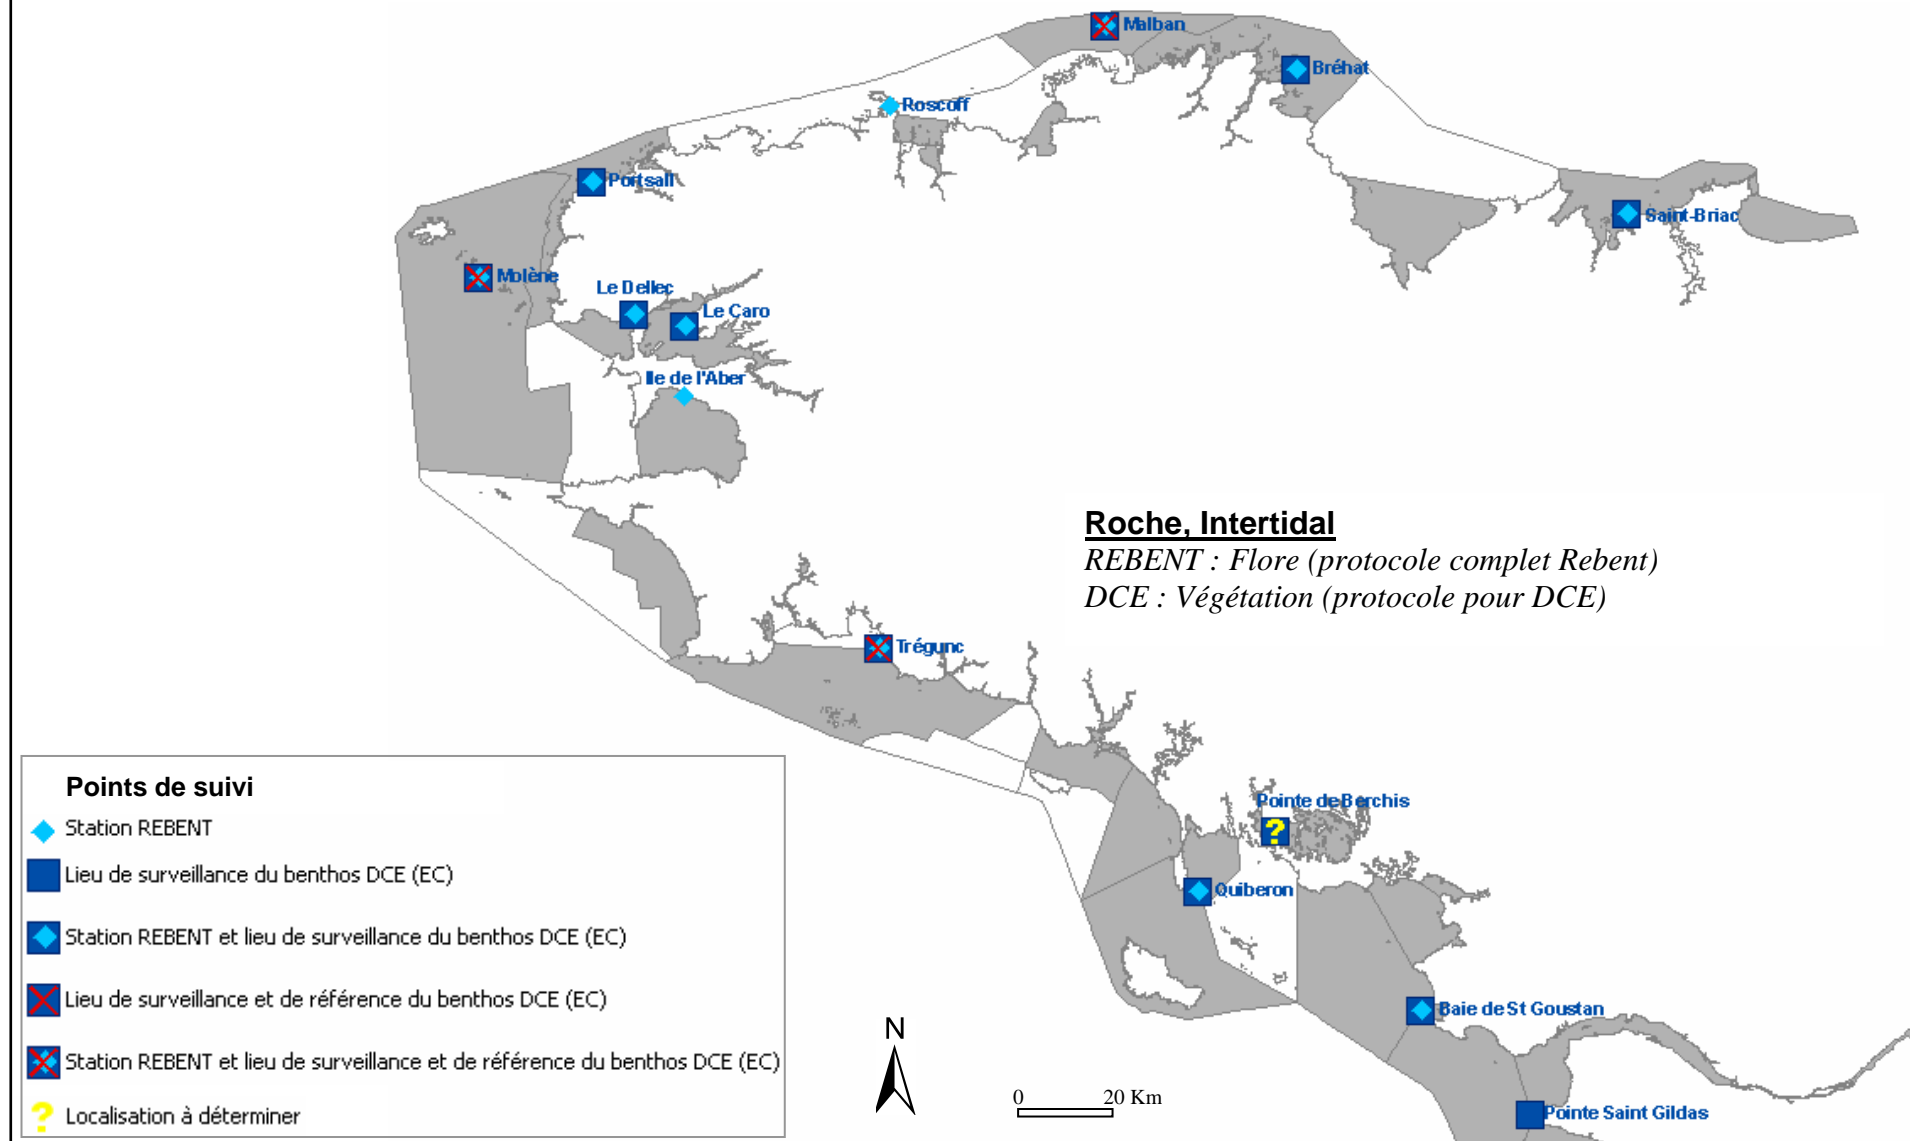 Malban
Bréhat
Roscoff
Portsall
Saint-Briac
Molène
Le Dellec
Le Caro
Ile de l'Aber
Roche, Intertidal
REBENT : Flore (protocole complet Rebent)
DCE : Végétation (protocole pour DCE)
Trégunc
Pointe de Berchis
?
Quiberon
Baie de St Goustan
Pointe Saint Gildas
Points de suivi
Station REBENT
Lieu de surveillance du benthos DCE (EC)
Station REBENT et lieu de surveillance du benthos DCE (EC)
Lieu de surveillance et de référence du benthos DCE (EC)
Station REBENT et lieu de surveillance et de référence du benthos DCE (EC)
? Localisation à déterminer
N
0 20 Km